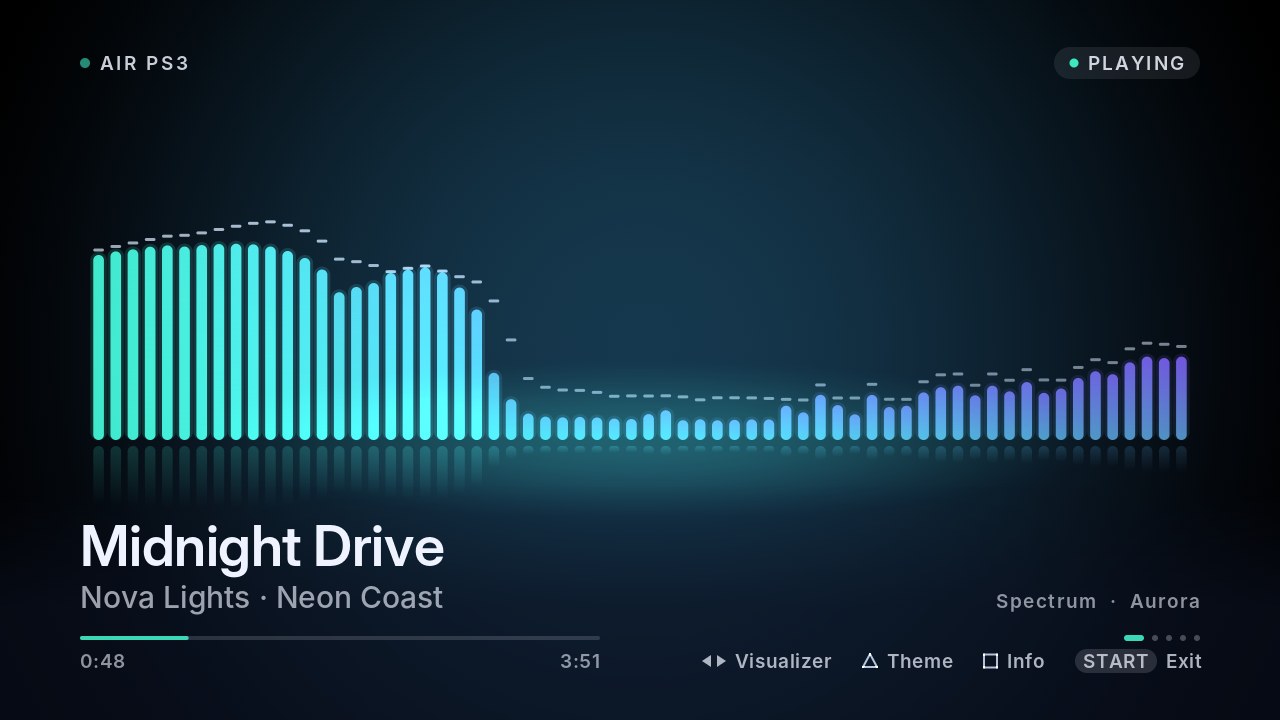 AIR PS3
PLAYING
Midnight Drive
Nova Lights · Neon Coast
Spectrum · Aurora
0:48
3:51
Visualizer
Theme
Info
START Exit